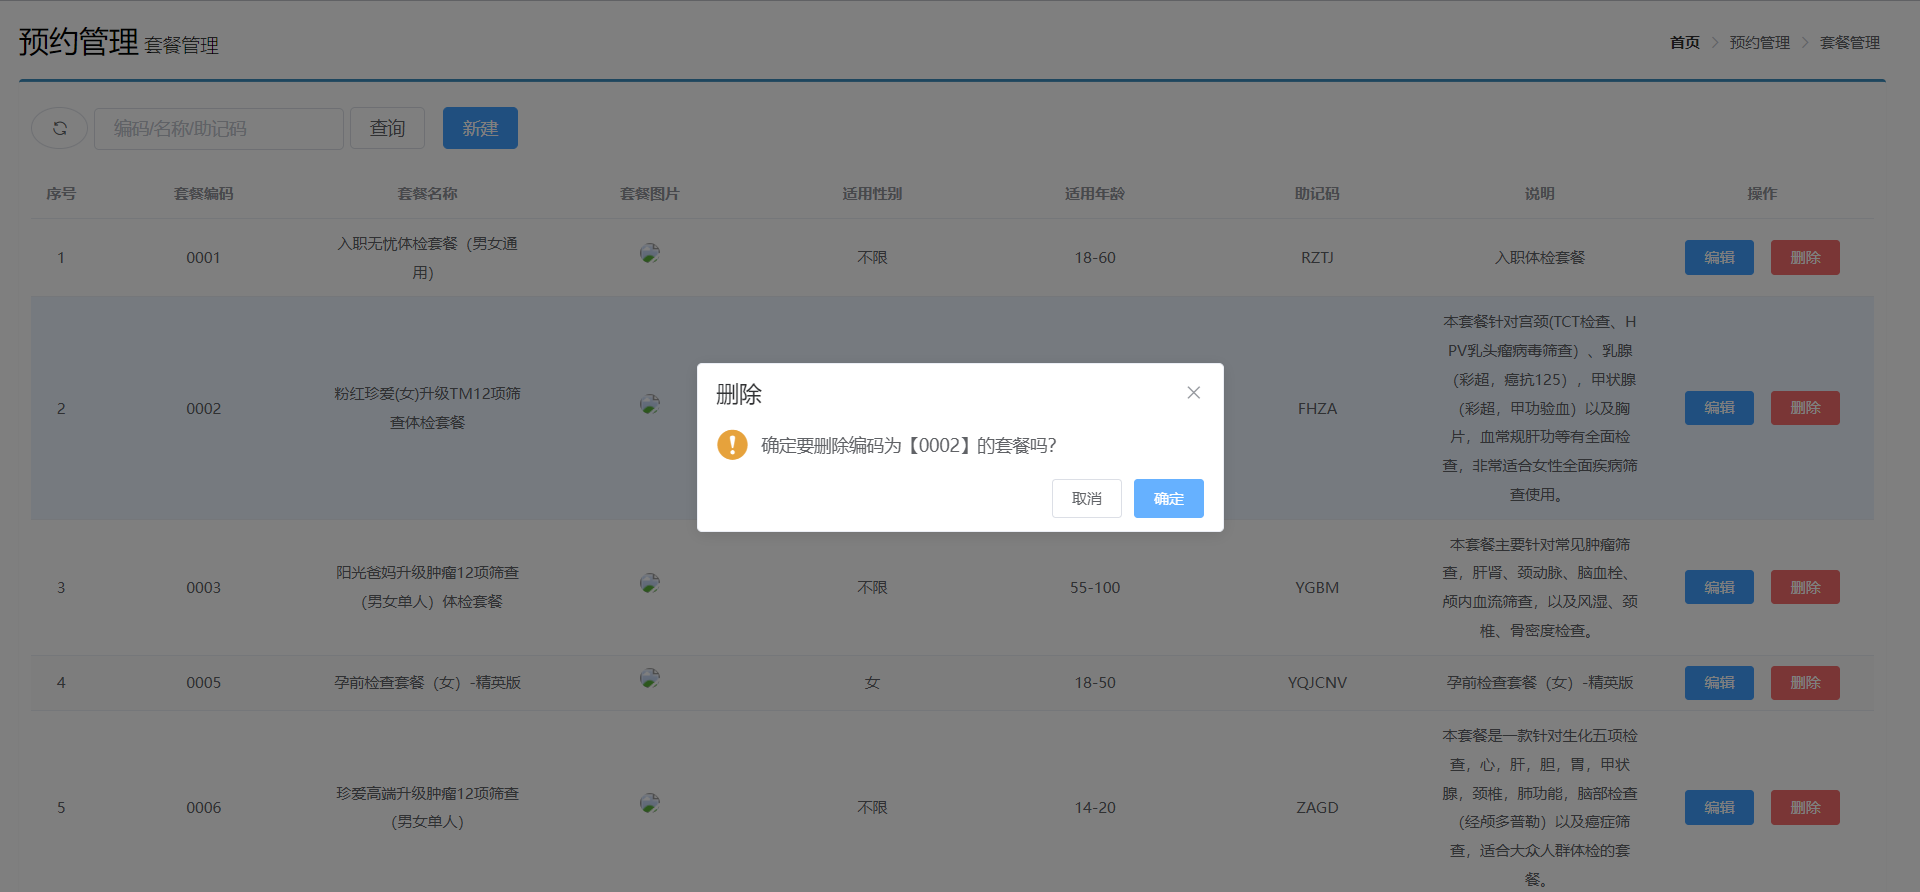 预约管理 套餐管理
首页 > 预约管理 > 套餐管理
编码/名称/助记码 查询 新建
序号 套餐编码 套餐名称 套餐图片 适用性别 适用年龄 助记码 说明 操作
1 0001
入职无忧体检套餐（男女通
用）
不限 18-60 RZTJ 入职体检套餐 编辑 删除
2 0002
粉红珍爱(女)升级TM12项筛
查体检套餐
FHZA
本套餐针对宫颈(TCT检查、H
PV乳头瘤病毒筛查）、乳腺
（彩超，癌抗125），甲状腺
（彩超，甲功验血）以及胸
片，血常规肝功等有全面检
查，非常适合女性全面疾病筛
查使用。
编辑 删除
删除
确定要删除编码为【0002】的套餐吗?
取消 确定
3 0003
阳光爸妈升级肿瘤12项筛查
（男女单人）体检套餐
不限 55-100 YGBM
本套餐主要针对常见肿瘤筛
查，肝肾、颈动脉、脑血栓、
颅内血流筛查，以及风湿、颈
椎、骨密度检查。
编辑 删除
4 0005 孕前检查套餐（女）-精英版 女 18-50 YQJCNV 孕前检查套餐（女）-精英版 编辑 删除
5 0006
珍爱高端升级肿瘤12项筛查
（男女单人）
不限 14-20 ZAGD
本套餐是一款针对生化五项检
查，心，肝，胆，胃，甲状
腺，颈椎，肺功能，脑部检查
（经颅多普勒）以及癌症筛
查，适合大众人群体检的套
餐。
编辑 删除